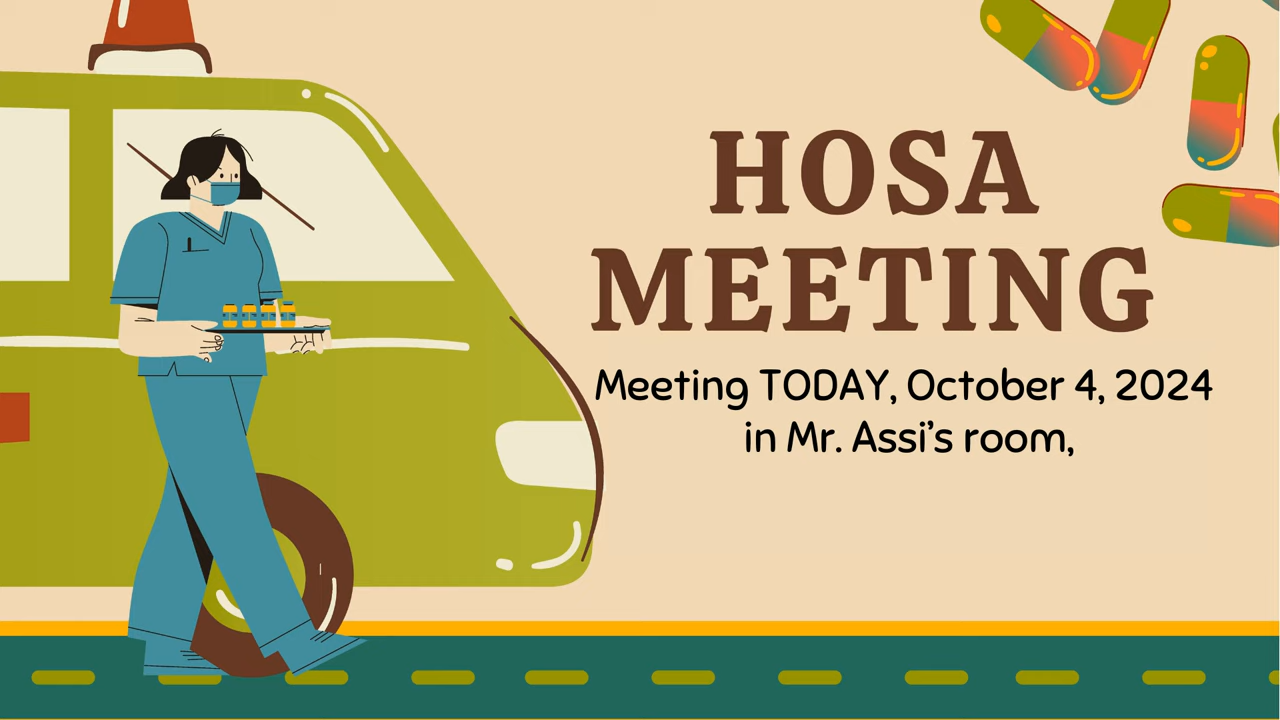 HOSA
MEETING
Meeting TODAY, October 4, 2024
in Mr. Assi's room,